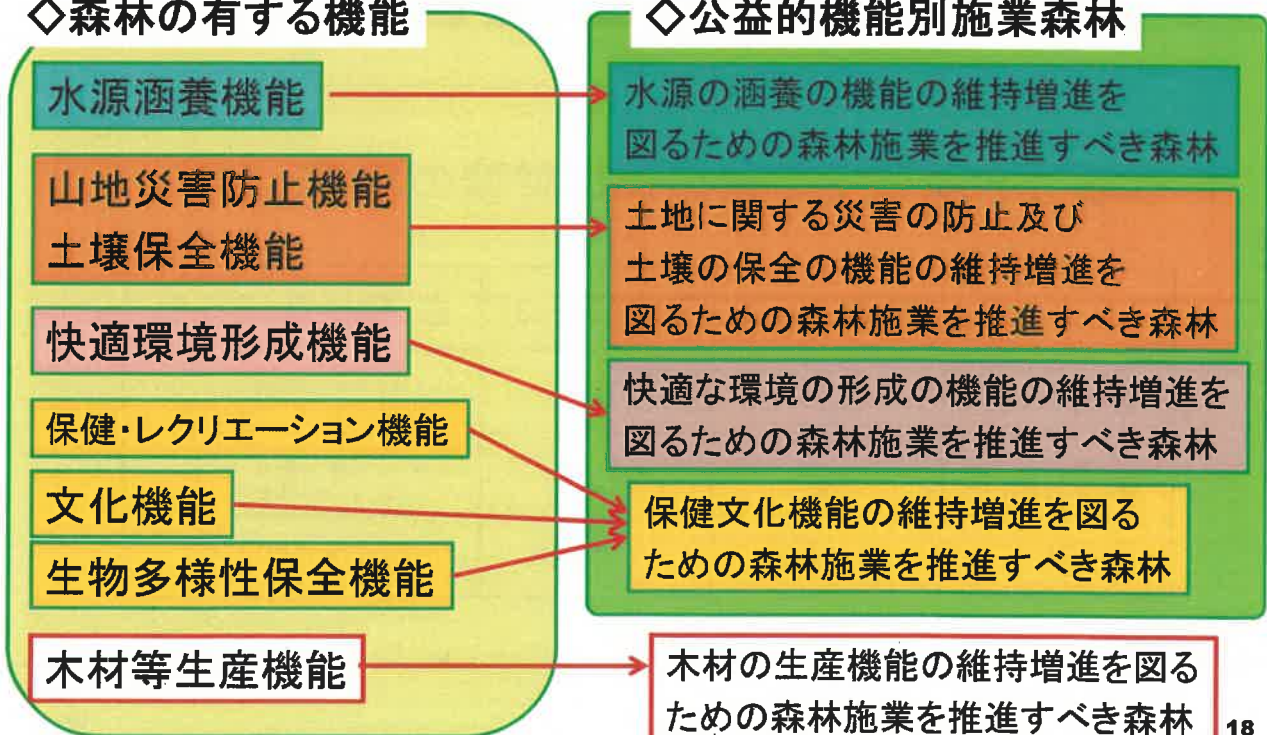 ◇森林の有する機能
水源涵養機能
山地災害防止機能
土壌保全機能
快適環境形成機能
保健・レクリエーション機能
文化機能
生物多様性保全機能
木材等生産機能
◇公益的機能別施業森林
水源の涵養の機能の維持増進を
図るための森林施業を推進すべき森林
土地に関する災害の防止及び
土壌の保全の機能の維持増進を
図るための森林施業を推進すべき森林
快適な環境の形成の機能の維持増進を
図るための森林施業を推進すべき森林
保健文化機能の維持増進を図る
ための森林施業を推進すべき森林
木材の生産機能の維持増進を図る
ための森林施業を推進すべき森林
18